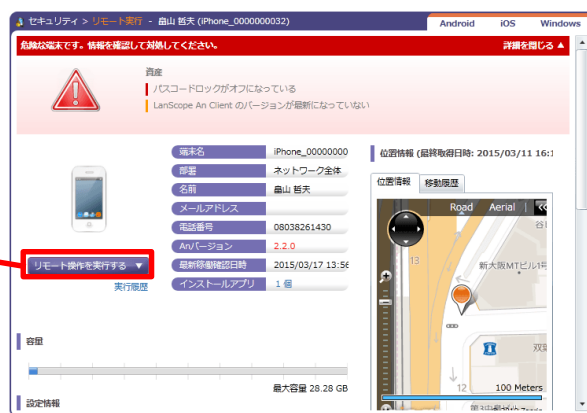 セキュリティ > リモート実行 - 畠山 哲夫 (iPhone_0000000032)
Android iOS Windows
危険な端末です。情報を確認して対処してください。 詳細を閉じる ▲
資産
パスコードロックがオフになっている
LanScope An Client のバージョンが最新になっていない
端末名 iPhone_00000000
部署 ネットワーク全体
名前 畠山 哲夫
メールアドレス
電話番号 08038261430
Anバージョン 2.2.0
最新稼働確認日時 2015/03/17 13:56
インストールアプリ 1 個
リモート操作を実行する ▼
実行履歴
容量
最大容量 28.28 GB
設定情報
位置情報 (最終取得日時: 2015/03/11 16:1
位置情報 移動履歴
Road Aerial
13
新大阪MTビル1号
双
12
100 Meters